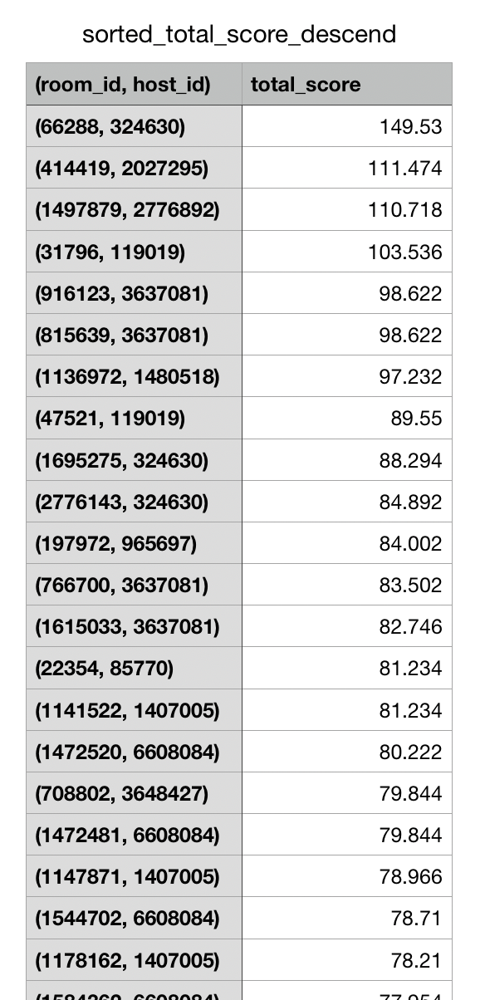 sorted_total_score_descend
(room_id, host_id) total_score
(66288, 324630) 149.53
(414419, 2027295) 111.474
(1497879, 2776892) 110.718
(31796, 119019) 103.536
(916123, 3637081) 98.622
(815639, 3637081) 98.622
(1136972, 1480518) 97.232
(47521, 119019) 89.55
(1695275, 324630) 88.294
(2776143, 324630) 84.892
(197972, 965697) 84.002
(766700, 3637081) 83.502
(1615033, 3637081) 82.746
(22354, 85770) 81.234
(1141522, 1407005) 81.234
(1472520, 6608084) 80.222
(708802, 3648427) 79.844
(1472481, 6608084) 79.844
(1147871, 1407005) 78.966
(1544702, 6608084) 78.71
(1178162, 1407005) 78.21